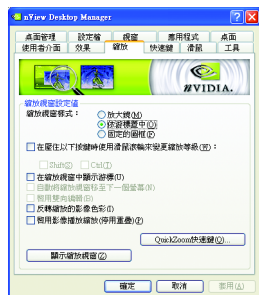 nView Desktop Manager
桌面管理 設定檔 視窗 應用程式 桌面
使用者介面 效果 縮放 快速鍵 滑鼠 工具
nVIDIA.
縮放視窗設定值
縮放視窗樣式：
放大鏡(M)
依游標置中(O)
固定的圖框(F)
在壓住以下按鍵時使用滑鼠滾輪來變更縮放等級(W)：
Shift(S) Ctrl(T)
在縮放視窗中顯示游標(U)
自動將縮放視窗移至下一個螢幕(N)
啟用雙向編輯(B)
反轉縮放的影像色彩(I)
啟用影像播放縮放(停用重疊)(P)
QuickZoom快速鍵(Q)...
顯示縮放視窗(Z)
確定 取消 套用(A)